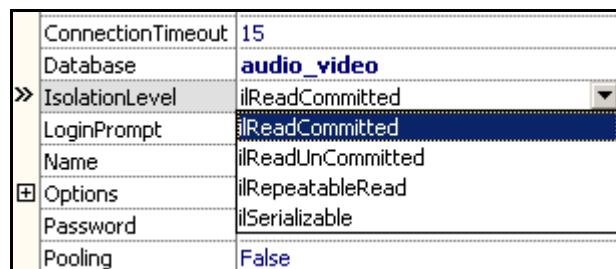 ConnectionTimeout 15
Database audio_video
IsolationLevel ilReadCommitted
LoginPrompt ilReadCommitted
Name ilReadUnCommitted
Options ilRepeatableRead
Password ilSerializable
Pooling False